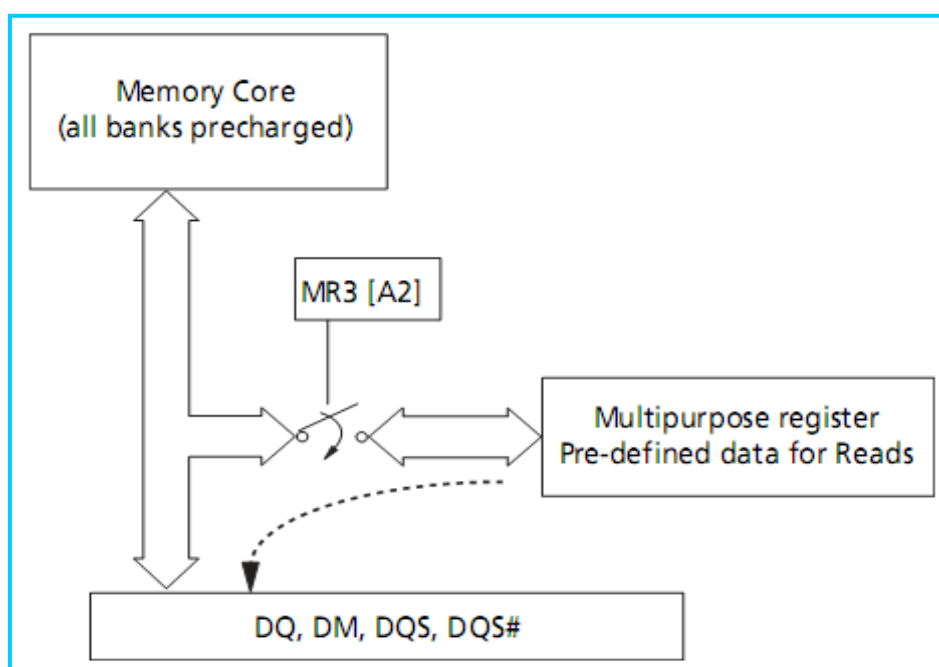 Memory Core
(all banks precharged)
MR3 [A2]
Multipurpose register
Pre-defined data for Reads
DQ, DM, DQS, DQS#